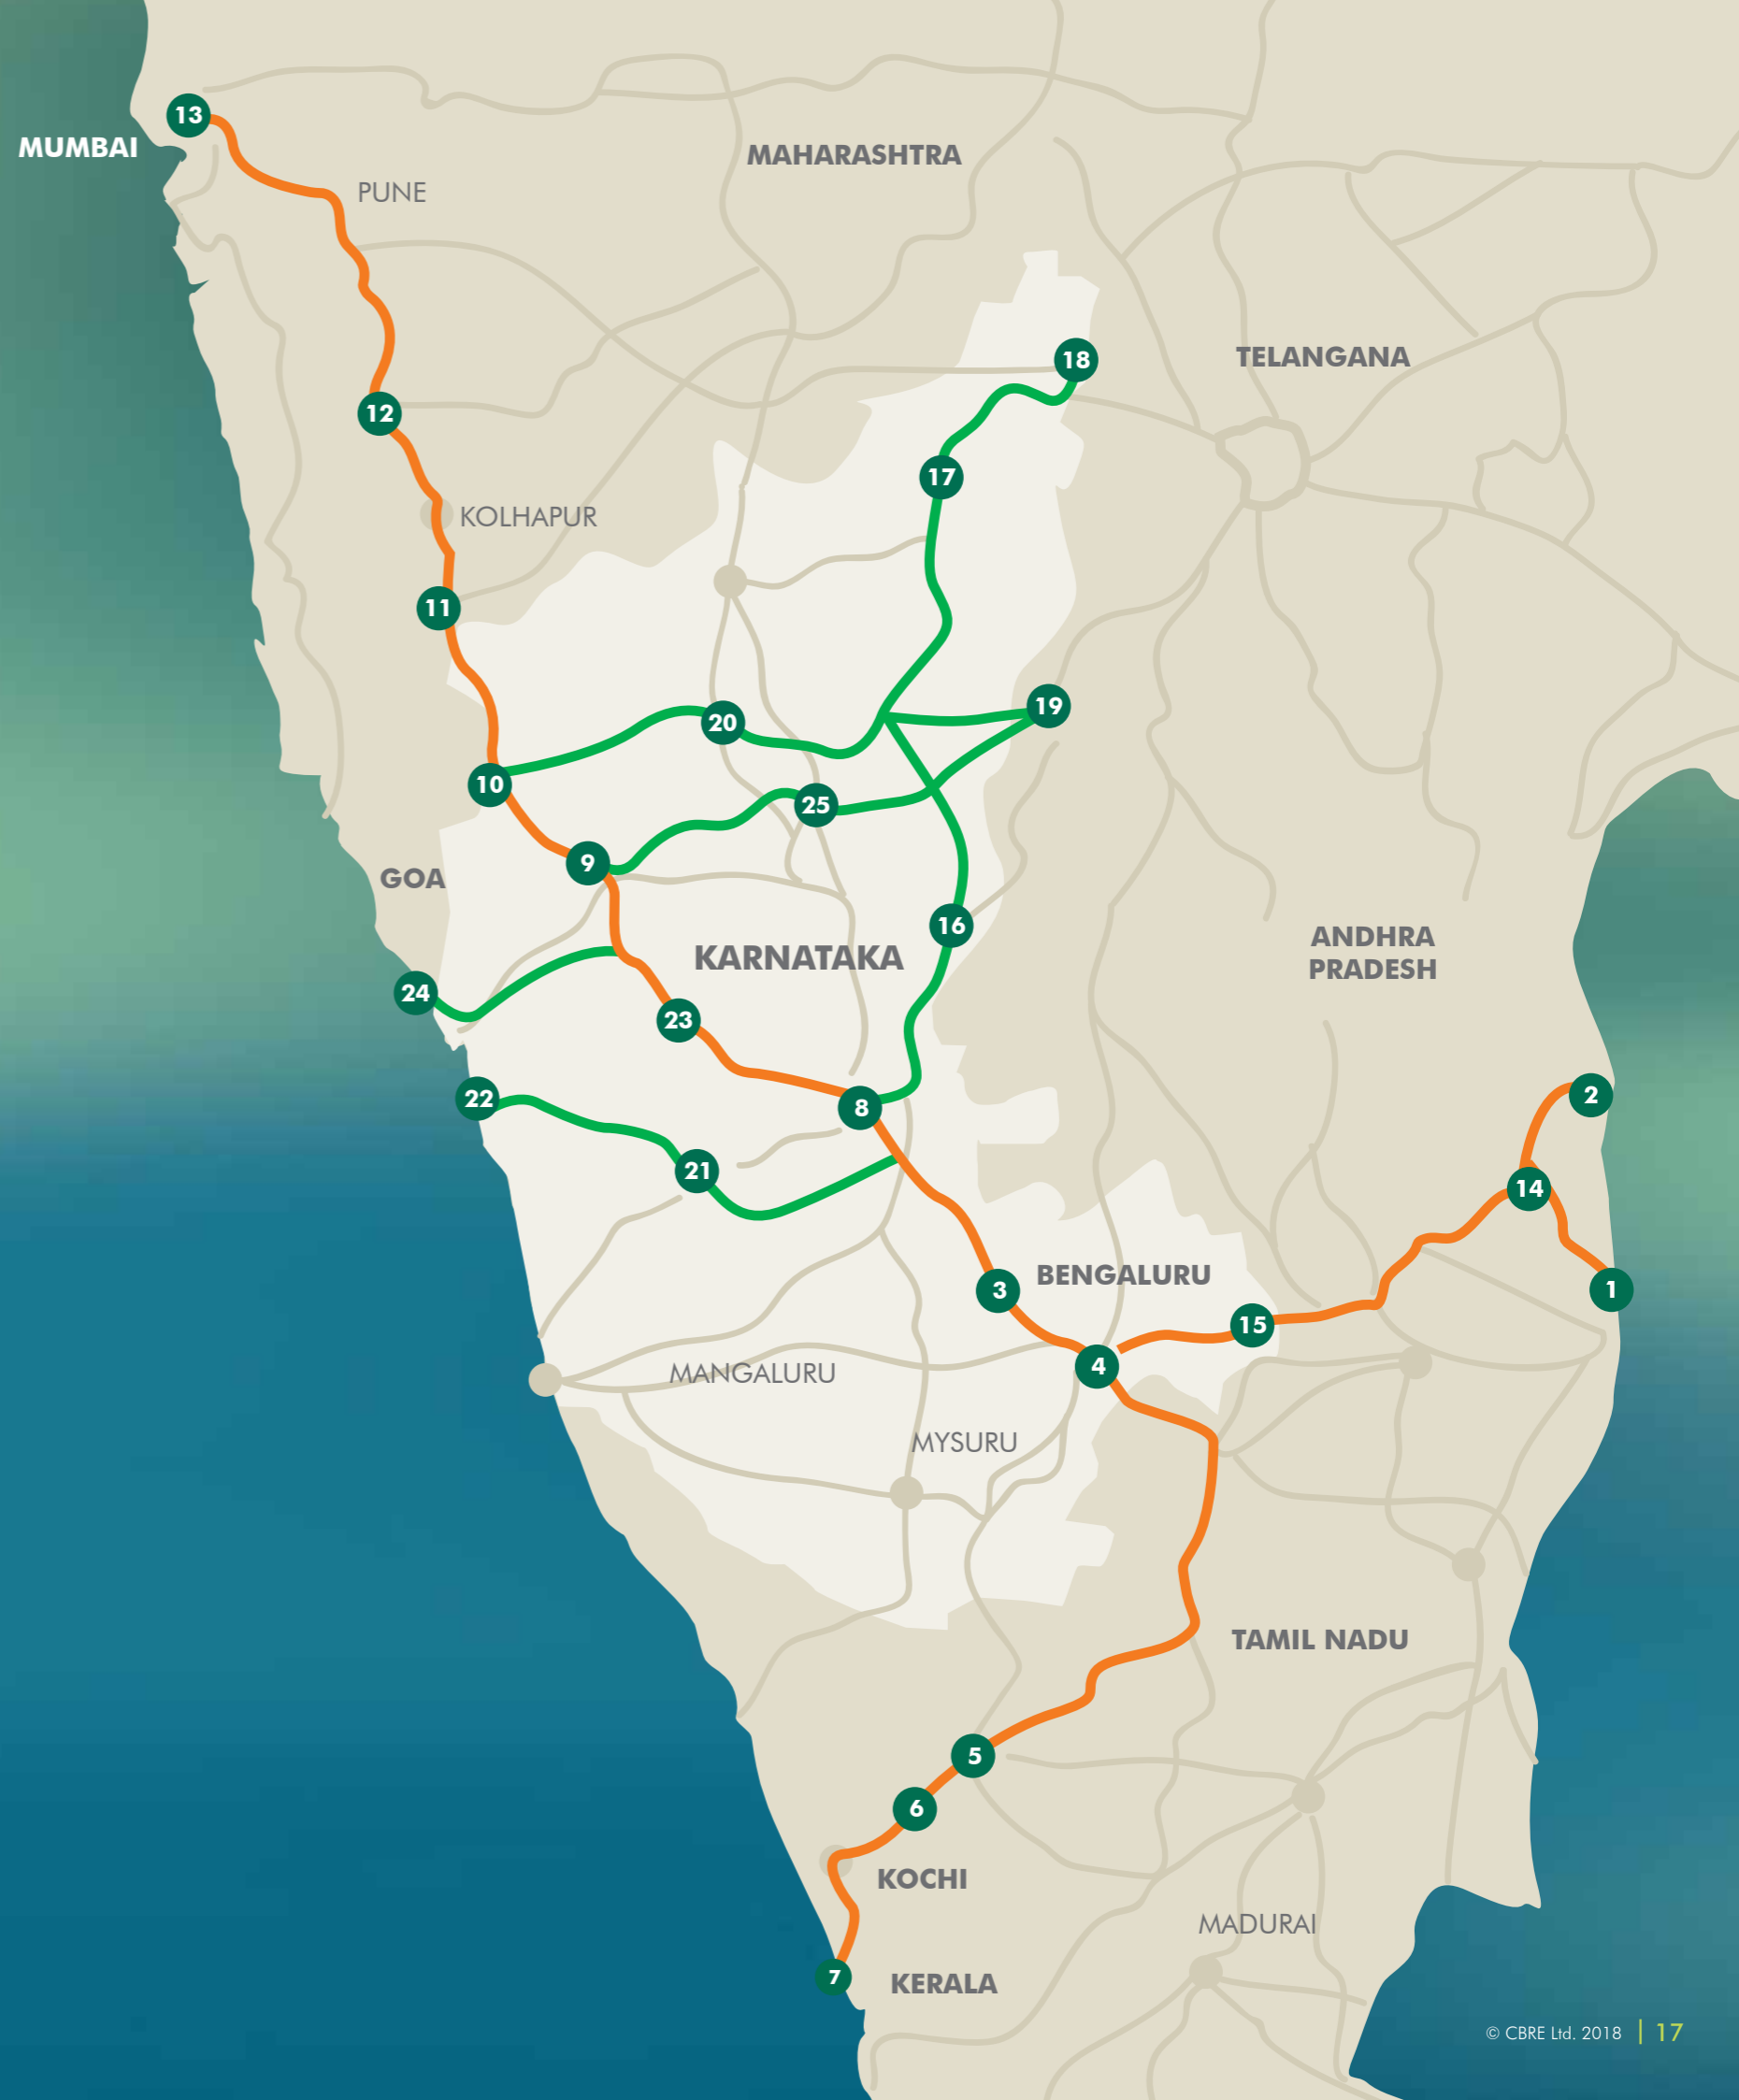 13
MUMBAI
MAHARASHTRA
PUNE
18
TELANGANA
12
17
KOLHAPUR
11
19
20
10
25
9
GOA
16
ANDHRA
PRADESH
KARNATAKA
24
23
2
22
8
21
14
BENGALURU
3
1
15
4
MANGALURU
MYSURU
TAMIL NADU
5
6
KOCHI
MADURAI
7
KERALA
© CBRE Ltd. 2018 | 17